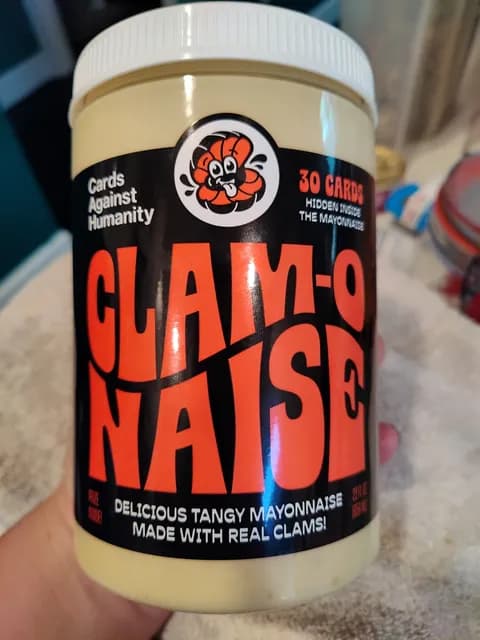 Cards
Against
Humanity
30 CARDS
HIDDEN INSIDE
THE MAYONNAISE
CLAM-O
NAISE
DELICIOUS TANGY MAYONNAISE
MADE WITH REAL CLAMS!